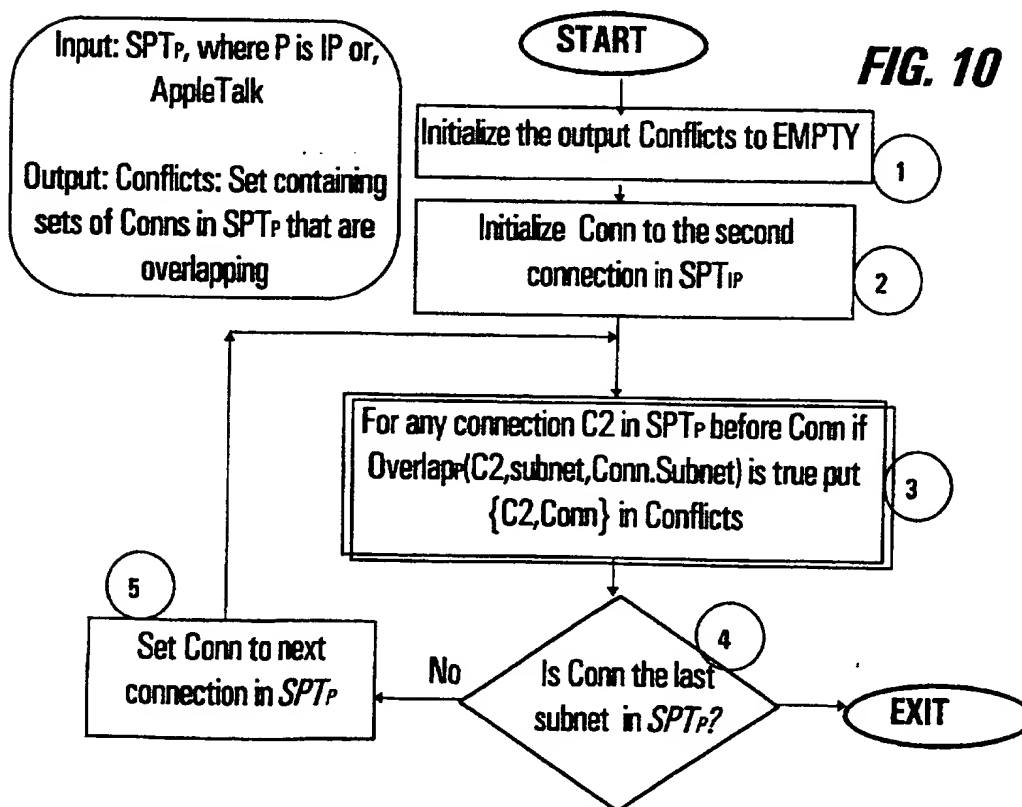 Input: SPTP, where P is IP or,
AppleTalk
Output: Conflicts: Set containing
sets of Conns in SPTP that are
overlapping
START
FIG. 10
Initialize the output Conflicts to EMPTY
1
Initialize Conn to the second
connection in SPTIP
2
For any connection C2 in SPTP before Conn if
OverlapP(C2,subnet,Conn.Subnet) is true put
{C2,Conn} in Conflicts
3
5
Set Conn to next
connection in SPTP
No
4
Is Conn the last
subnet in SPTP?
EXIT